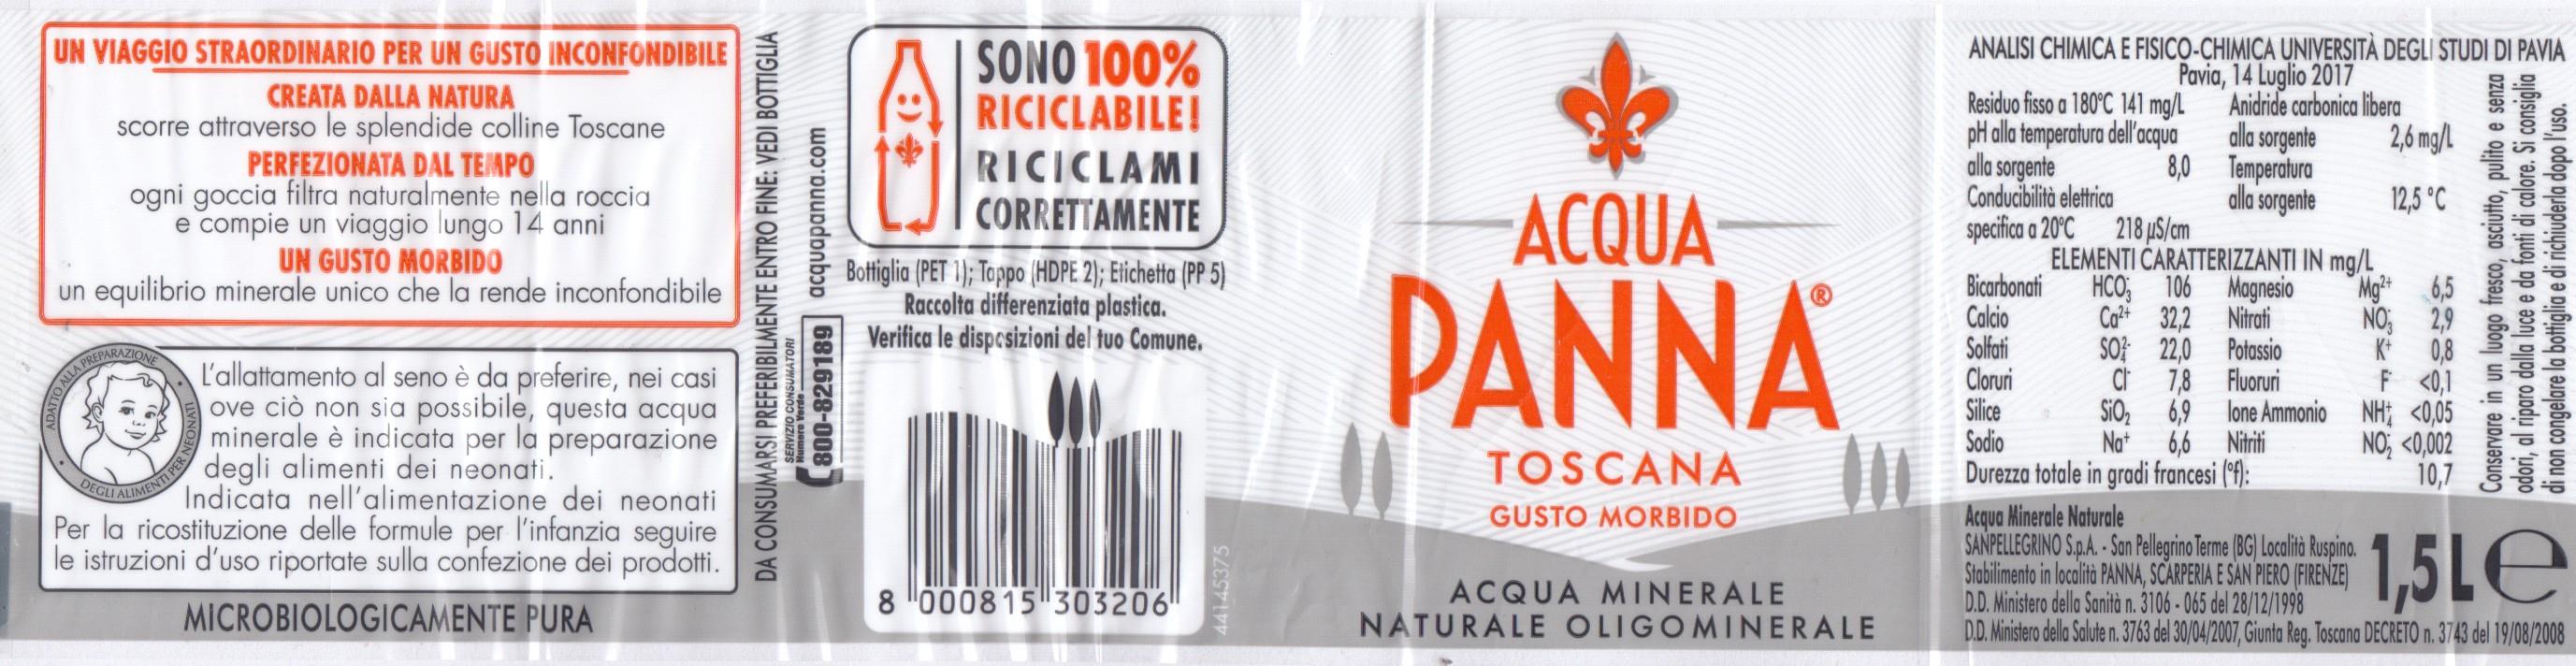 UN VIAGGIO STRAORDINARIO PER UN GUSTO INCONFONDIBILE
CREATA DALLA NATURA
scorre attraverso le splendide colline Toscane
PERFEZIONATA DAL TEMPO
ogni goccia filtra naturalmente nella roccia
e compie un viaggio lungo 14 anni
UN GUSTO MORBIDO
un equilibrio minerale unico che la rende inconfondibile
ADATTO ALLA PREPARAZIONE
DEGLI ALIMENTI PER NEONATI
L'allattamento al seno è da preferire, nei casi
ove ciò non sia possibile, questa acqua
minerale è indicata per la preparazione
degli alimenti dei neonati.
Indicata nell'alimentazione dei neonati
Per la ricostituzione delle formule per l'infanzia seguire
le istruzioni d'uso riportate sulla confezione dei prodotti.
MICROBIOLOGICAMENTE PURA
DA CONSUMARSI PREFERIBILMENTE ENTRO FINE: VEDI BOTTIGLIA
SERVIZIO CONSUMATORI
Numero Verde
800-829189
acquapanna.com
SONO 100%
RICICLABILE!
RICICLAMI
CORRETTAMENTE
Bottiglia (PET 1); Tappo (HDPE 2); Etichetta (PP 5)
Raccolta differenziata plastica.
Verifica le disposizioni del tuo Comune.
8 000815 303206
44145375
ACQUA
PANNA®
TOSCANA
GUSTO MORBIDO
ACQUA MINERALE
NATURALE OLIGOMINERALE
ANALISI CHIMICA E FISICO-CHIMICA UNIVERSITÀ DEGLI STUDI DI PAVIA
Pavia, 14 Luglio 2017
Residuo fisso a 180°C 141 mg/L
pH alla temperatura dell'acqua
alla sorgente 8,0
Conducibilità elettrica
specifica a 20°C 218 µS/cm
Anidride carbonica libera
alla sorgente 2,6 mg/L
Temperatura
alla sorgente 12,5 °C
ELEMENTI CARATTERIZZANTI IN mg/L
Bicarbonati HCO₃⁻ 106 Magnesio Mg²⁺ 6,5
Calcio Ca²⁺ 32,2 Nitrati NO₃⁻ 2,9
Solfati SO₄²⁻ 22,0 Potassio K⁺ 0,8
Cloruri Cl⁻ 7,8 Fluoruri F⁻ <0,1
Silice SiO₂ 6,9 Ione Ammonio NH₄⁺ <0,05
Sodio Na⁺ 6,6 Nitriti NO₂⁻ <0,002
Durezza totale in gradi francesi (°f): 10,7
Conservare in un luogo fresco, asciutto, pulito e senza
odori, al riparo dalla luce e da fonti di calore. Si consiglia
di non congelare la bottiglia e di richiuderla dopo l'uso.
Acqua Minerale Naturale
SANPELLEGRINO S.p.A. - San Pellegrino Terme (BG) Località Ruspino.
Stabilimento in località PANNA, SCARPERIA E SAN PIERO (FIRENZE)
D.D. Ministero della Sanità n. 3106 - 065 del 28/12/1998
D.D. Ministero della Salute n. 3763 del 30/04/2007, Giunta Reg. Toscana DECRETO n. 3743 del 19/08/2008
1,5 L ℮